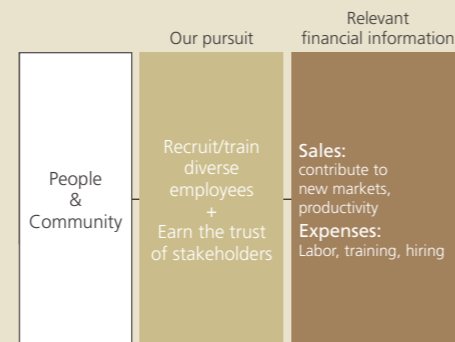 Our pursuit
Relevant
financial information
People
&
Community
Recruit/train
diverse
employees
+
Earn the trust
of stakeholders
Sales:
contribute to
new markets,
productivity
Expenses:
Labor, training, hiring